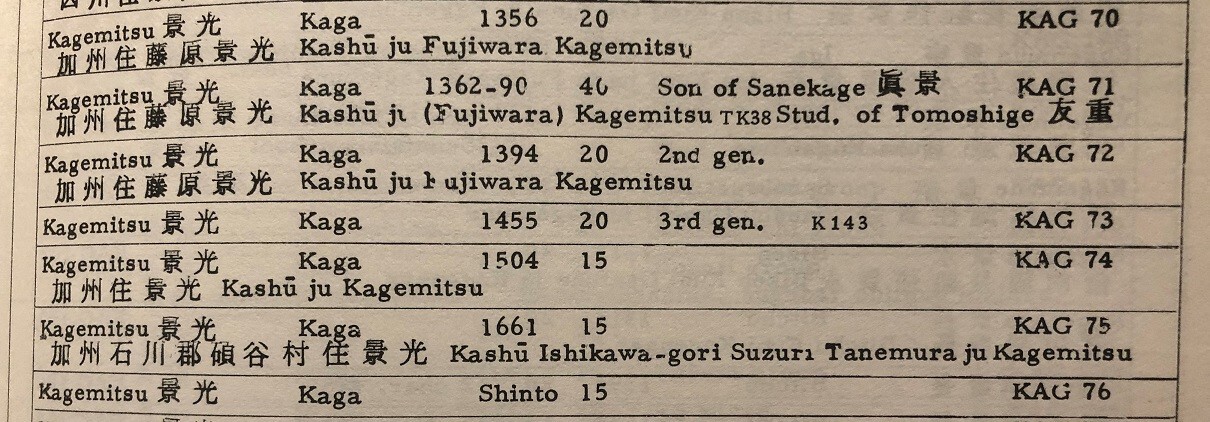 Kagemitsu 景光 Kaga 1356 20 KAG 70
加州住藤原景光 Kashū ju Fujiwara Kagemitsu
Kagemitsu 景光 Kaga 1362-90 40 Son of Sanekage 眞景 KAG 71
加州住藤原景光 Kashū ju (Fujiwara) Kagemitsu TK38 Stud. of Tomoshige 友重
Kagemitsu 景光 Kaga 1394 20 2nd gen. KAG 72
加州住藤原景光 Kashū ju Fujiwara Kagemitsu
Kagemitsu 景光 Kaga 1455 20 3rd gen. K143 KAG 73
Kagemitsu 景光 Kaga 1504 15 KAG 74
加州住景光 Kashū ju Kagemitsu
Kagemitsu 景光 Kaga 1661 15 KAG 75
加州石川郡碩谷村住景光 Kashū Ishikawa-gori Suzuri Tanemura ju Kagemitsu
Kagemitsu 景光 Kaga Shinto 15 KAG 76